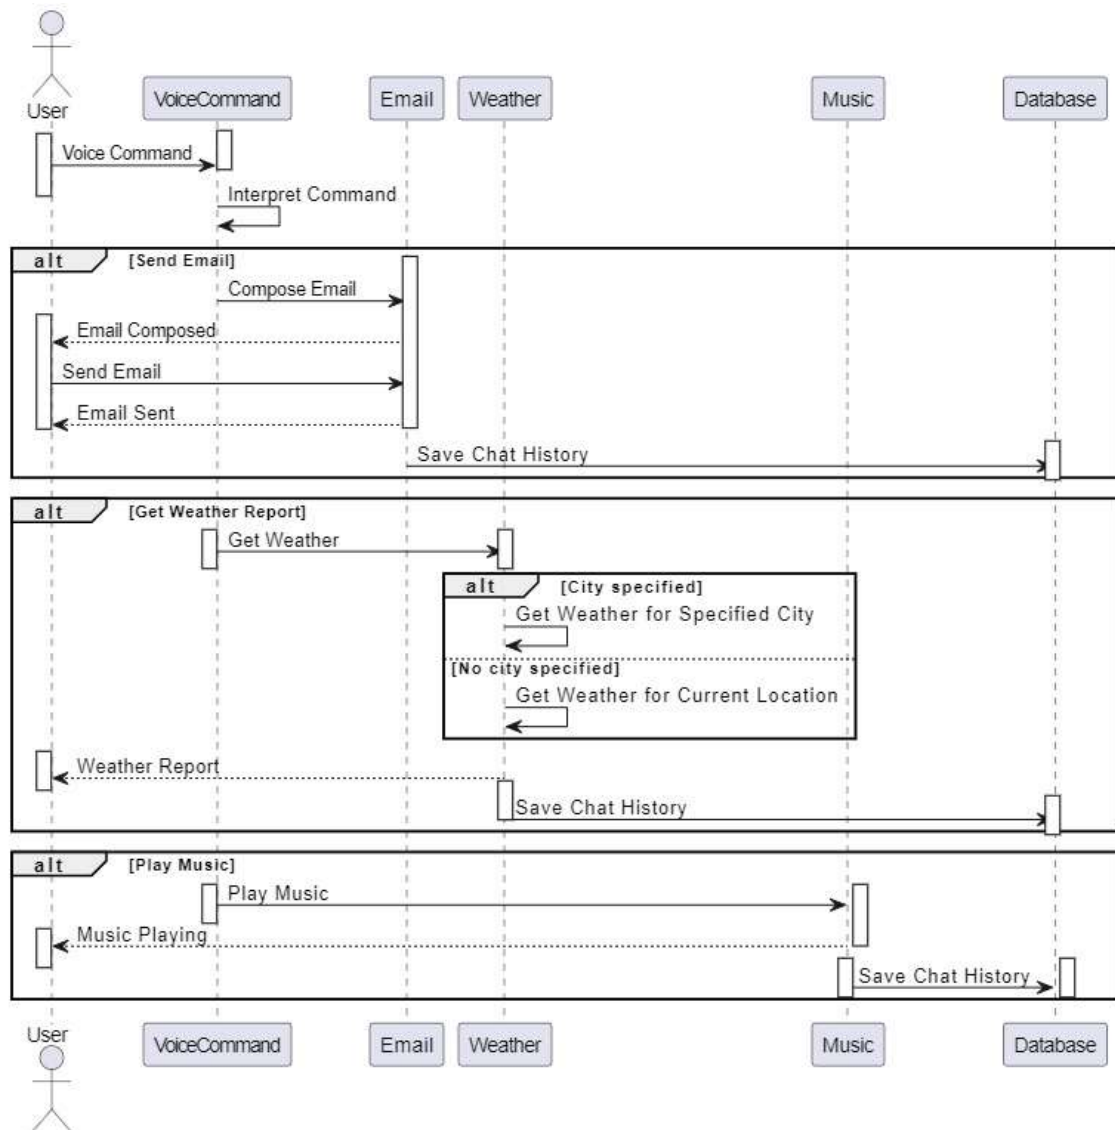 User
VoiceCommand
Email
Weather
Music
Database
Voice Command
Interpret Command
alt
[Send Email]
Compose Email
Email Composed
Send Email
Email Sent
Save Chat History
alt
[Get Weather Report]
Get Weather
alt
[City specified]
Get Weather for Specified City
[No city specified]
Get Weather for Current Location
Weather Report
Save Chat History
alt
[Play Music]
Play Music
Music Playing
Save Chat History
User
VoiceCommand
Email
Weather
Music
Database